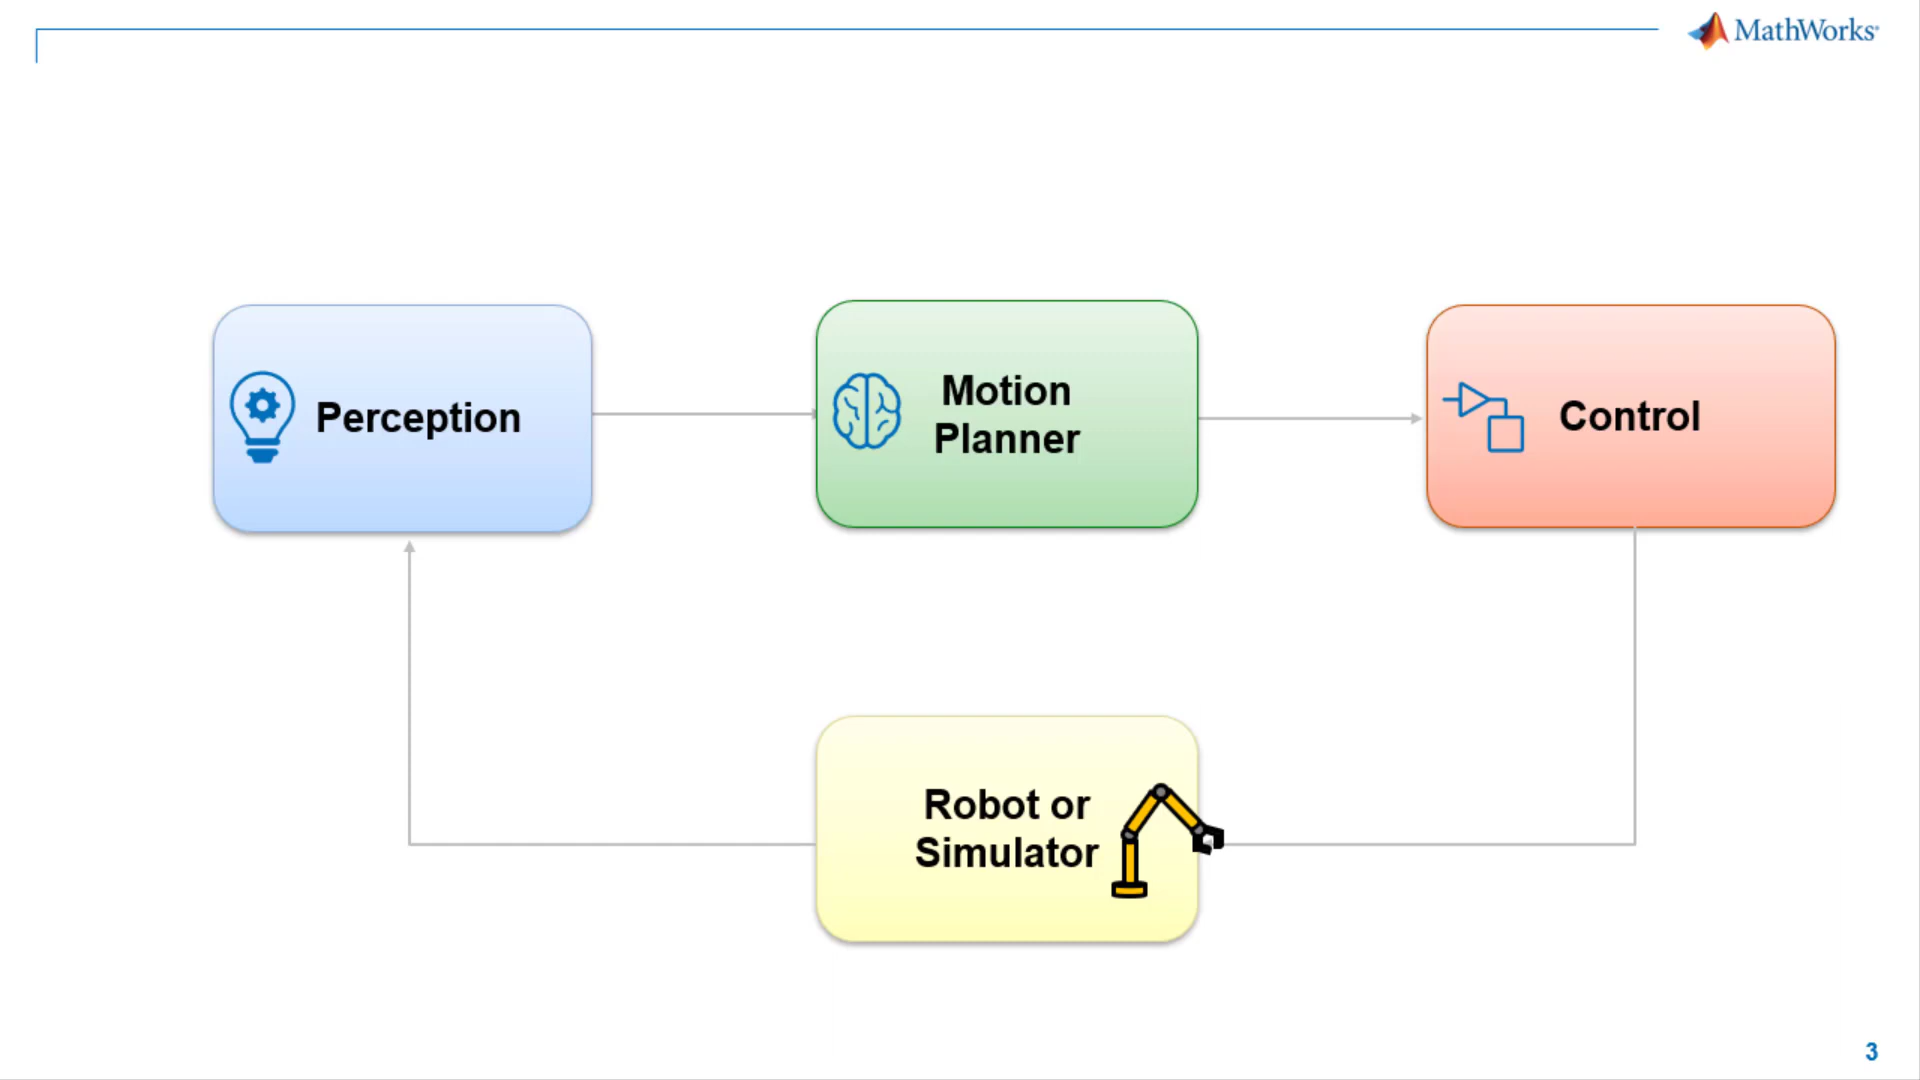 MathWorks®
Perception
Motion
Planner
Control
Robot or
Simulator
3